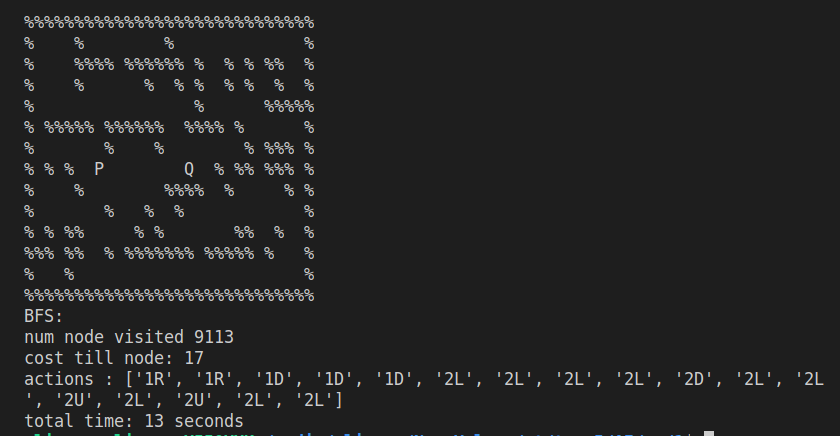 %%%%%%%%%%%%%%%%%%%%%%%%%%%%%
%    %        %             %
%    %%%% %%%%%% %  % % %%  %
%    %      %  % %  % %  %  %
%                %      %%%%%
% %%%%% %%%%%%  %%%% %      %
%       %    %        % %%% %
% % %  P        Q  % %% %%% %
%    %        %%%%  %     % %
%       %   %  %            %
% % %%     % %       %%  %  %
%%% %%  % %%%%%%% %%%%% %   %
%   %                       %
%%%%%%%%%%%%%%%%%%%%%%%%%%%%%
BFS:
num node visited 9113
cost till node: 17
actions : ['1R', '1R', '1D', '1D', '1D', '2L', '2L', '2L', '2L', '2D', '2L', '2L
', '2U', '2L', '2U', '2L', '2L']
total time: 13 seconds